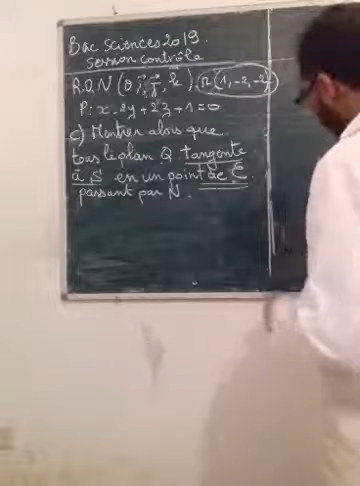 Bac Sciences 2019.
session contrôle
R.O.N (O, i, j, k), Ω(1,-2,-2)
P: x-2y+2z+1=0
c) Montrer alors que
tous le plan Q tangente
à S en un point de C
passant par N.